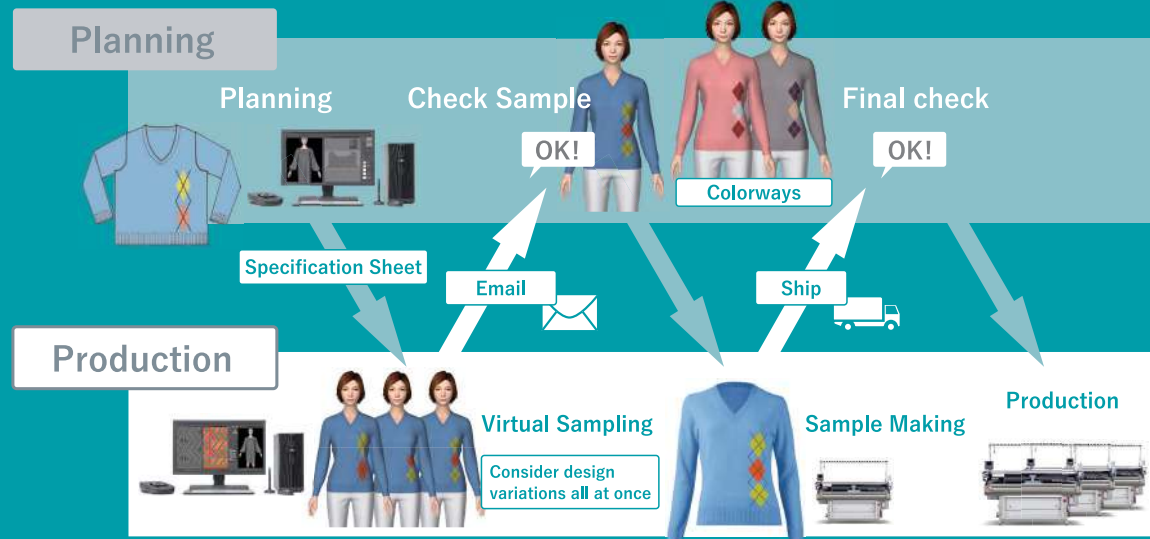 Planning
Planning
Check Sample
Final check
OK!
OK!
Colorways
Specification Sheet
Email
Ship
Production
Virtual Sampling
Sample Making
Production
Consider design
variations all at once